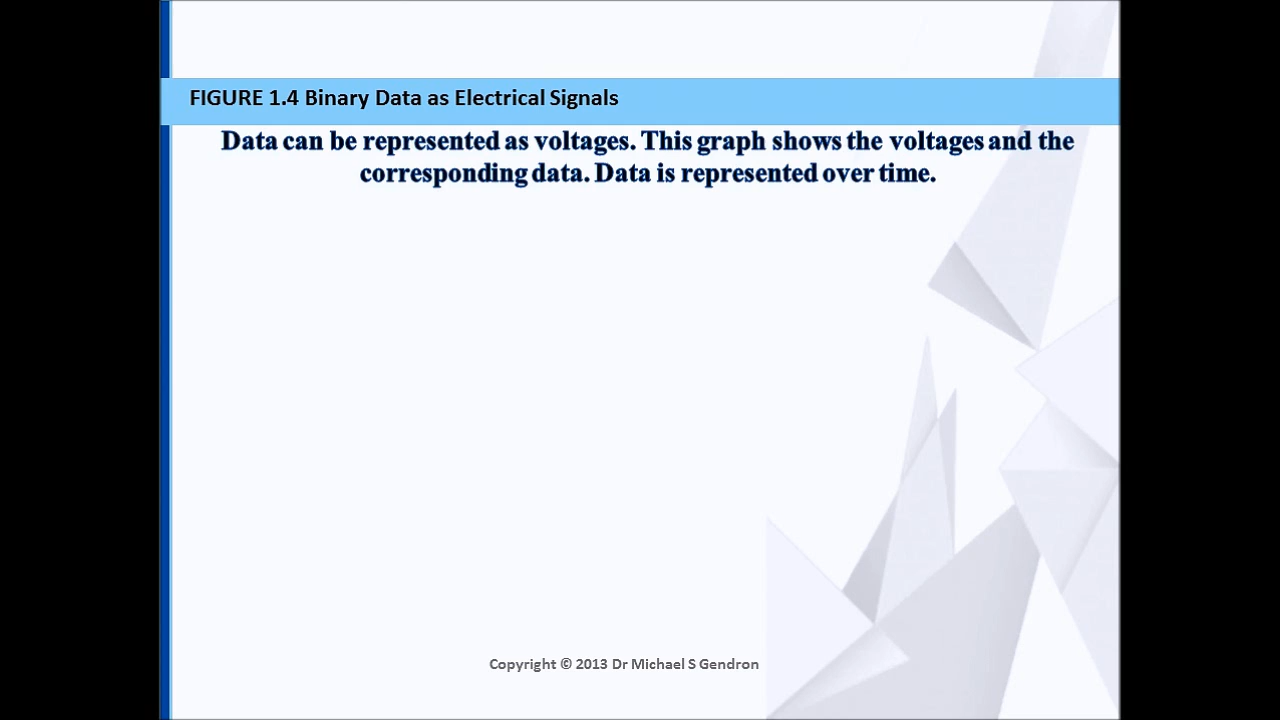 FIGURE 1.4 Binary Data as Electrical Signals
Data can be represented as voltages. This graph shows the voltages and the
corresponding data. Data is represented over time.
Copyright © 2013 Dr Michael S Gendron